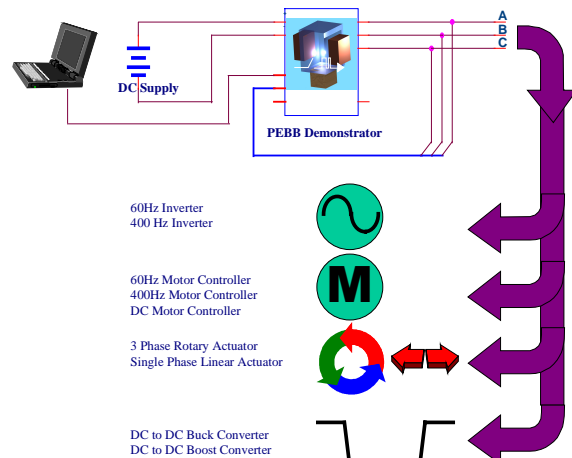 A
B
C
DC Supply
PEBB Demonstrator
60Hz Inverter
400 Hz Inverter
M
60Hz Motor Controller
400Hz Motor Controller
DC Motor Controller
3 Phase Rotary Actuator
Single Phase Linear Actuator
DC to DC Buck Converter
DC to DC Boost Converter